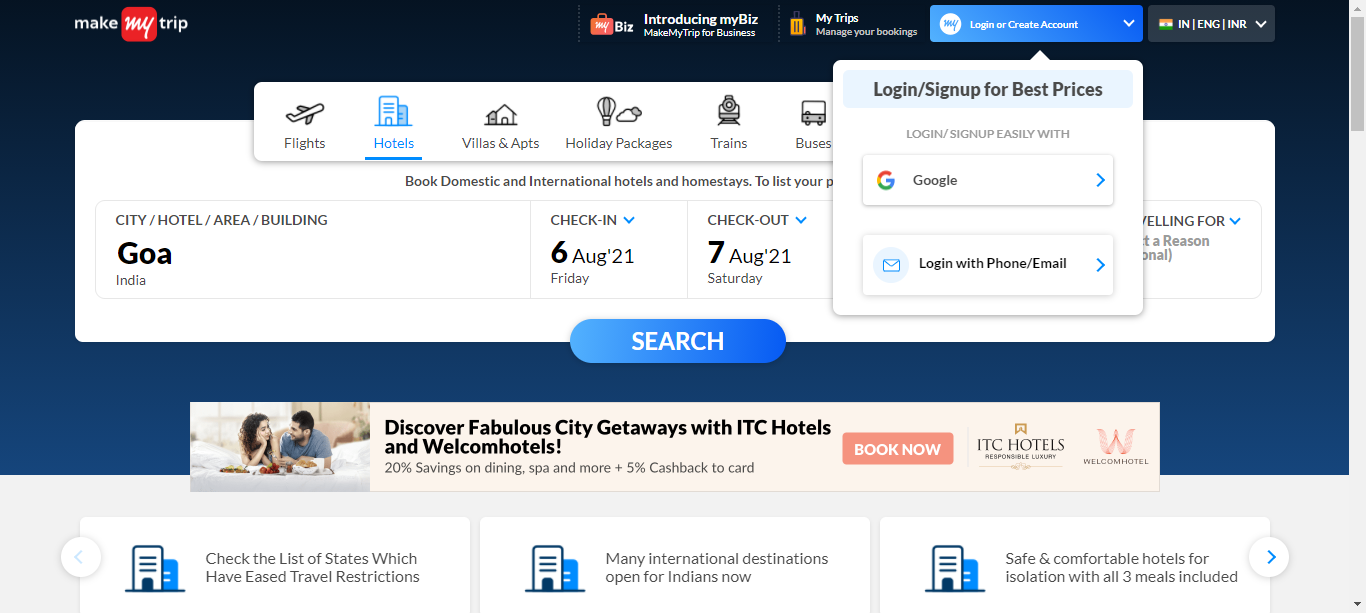 make my trip
my Biz
Introducing myBiz
MakeMyTrip for Business
My Trips
Manage your bookings
my Login or Create Account
IN | ENG | INR
Login/Signup for Best Prices
LOGIN/ SIGNUP EASILY WITH
Google
Login with Phone/Email
Flights
Hotels
Villas & Apts
Holiday Packages
Trains
Buses
Book Domestic and International hotels and homestays. To list your p
CITY / HOTEL / AREA / BUILDING
Goa
India
CHECK-IN
6 Aug'21
Friday
CHECK-OUT
7 Aug'21
Saturday
VELLING FOR
t a Reason
onal)
SEARCH
Discover Fabulous City Getaways with ITC Hotels
and Welcomhotels!
20% Savings on dining, spa and more + 5% Cashback to card
BOOK NOW
ITC HOTELS
RESPONSIBLE LUXURY
WELCOMHOTEL
Check the List of States Which
Have Eased Travel Restrictions
Many international destinations
open for Indians now
Safe & comfortable hotels for
isolation with all 3 meals included